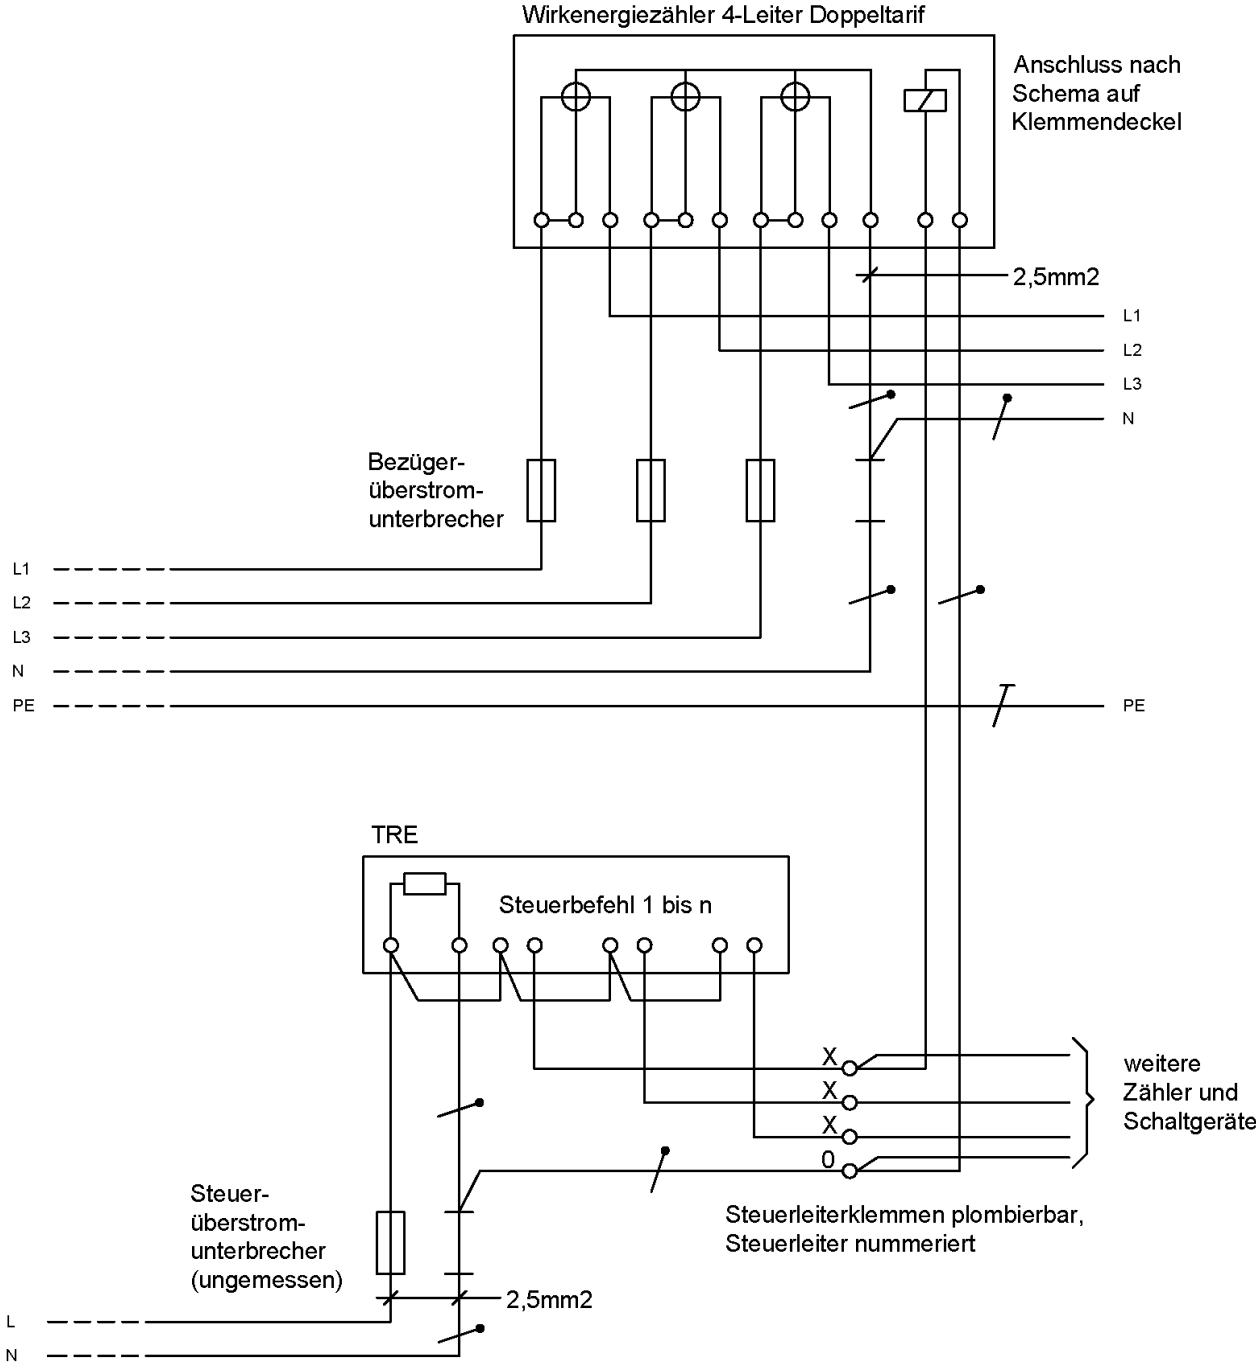 Wirkenergiezähler 4-Leiter Doppeltarif
Anschluss nach
Schema auf
Klemmendeckel
2,5mm2
L1
L2
L3
N
Bezüger-
überstrom-
unterbrecher
L1
L2
L3
N
PE
PE
TRE
Steuerbefehl 1 bis n
X
X
X
0
weitere
Zähler und
Schaltgeräte
Steuer-
überstrom-
unterbrecher
(ungemessen)
Steuerleiterklemmen plombierbar,
Steuerleiter nummeriert
2,5mm2
L
N